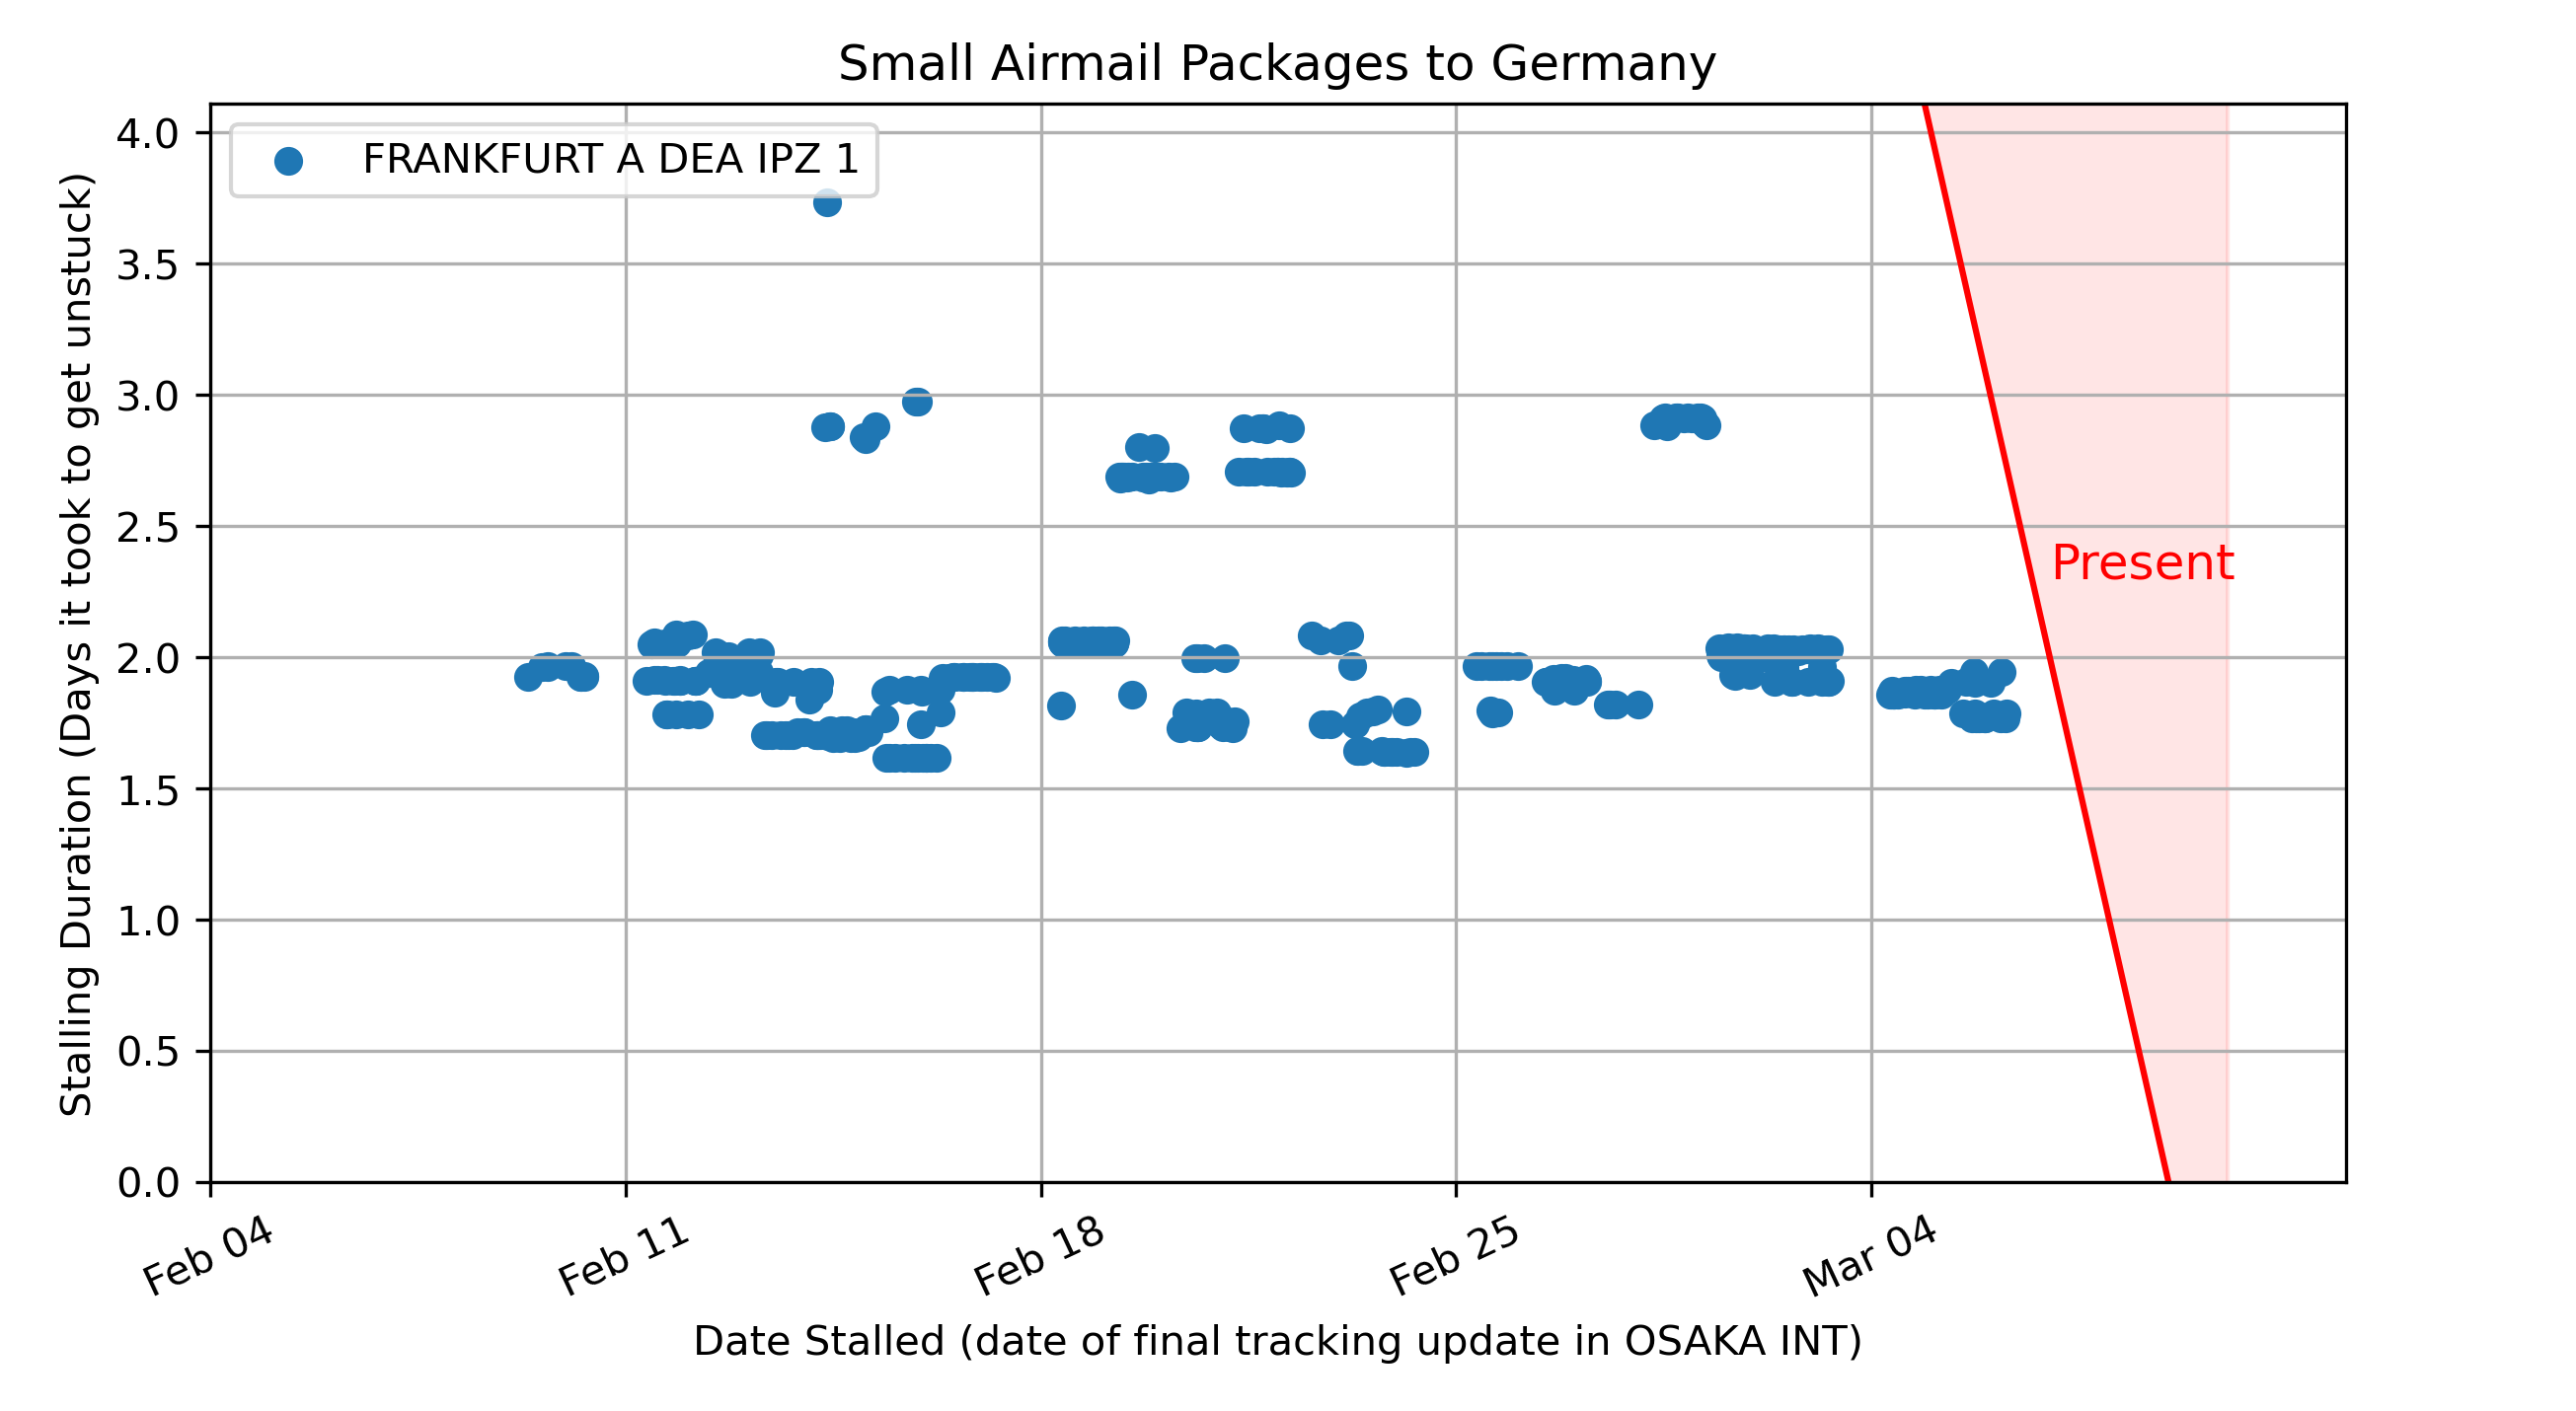 Small Airmail Packages to Germany
FRANKFURT A DEA IPZ 1
Stalling Duration (Days it took to get unstuck)
4.0
3.5
3.0
2.5
2.0
1.5
1.0
0.5
0.0
Present
Feb 04
Feb 11
Feb 18
Feb 25
Mar 04
Date Stalled (date of final tracking update in OSAKA INT)